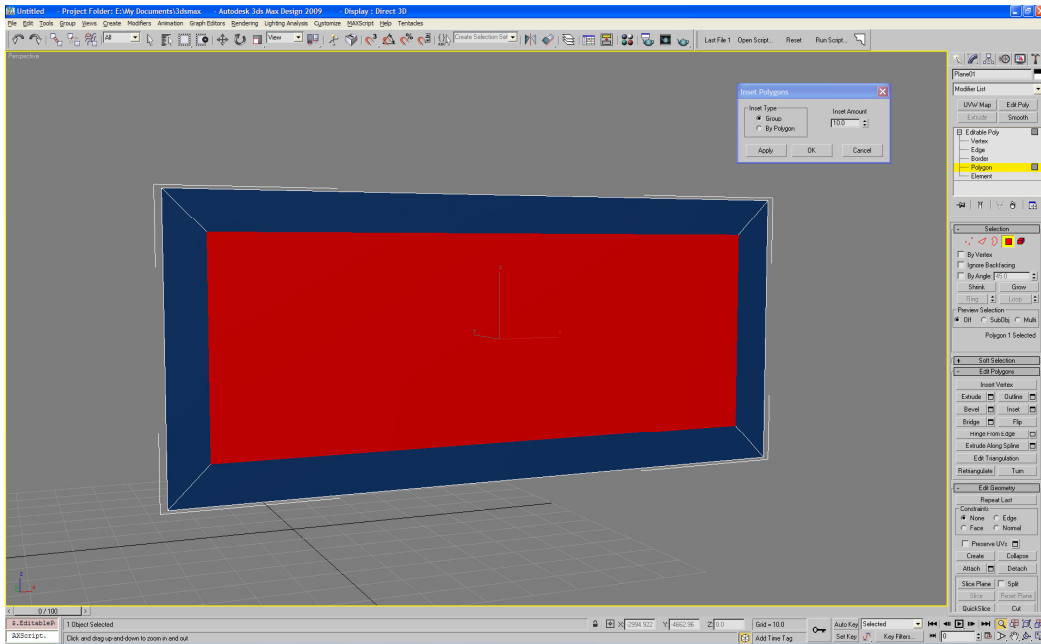 Untitled - Project Folder: E:\My Documents\3dsmax - Autodesk 3ds Max Design 2009 - Display : Direct 3D
File Edit Tools Group Views Create Modifiers Animation Graph Editors Rendering Lighting Analysis Customize MAXScript Help Tentacles
All View Create Selection Set Last File 1 Open Script... Reset Run Script...
Perspective
Plane01
Modifier List
UVW Map Edit Poly
Extrude Smooth
Editable Poly
Vertex
Edge
Border
Polygon
Element
Inset Polygons
Inset Type
Group
By Polygon
Inset Amount
10.0
Apply OK Cancel
Selection
By Vertex
Ignore Backfacing
By Angle: 45.0
Shrink Grow
Ring Loop
Preview Selection
Off SubObj Multi
Polygon 1 Selected
Soft Selection
Edit Polygons
Insert Vertex
Extrude Outline
Bevel Inset
Bridge Flip
Hinge From Edge
Extrude Along Spline
Edit Triangulation
Retriangulate Turn
Edit Geometry
Repeat Last
Constraints
None Edge
Face Normal
Preserve UVs
Create Collapse
Attach Detach
Slice Plane Split
Slice Reset Plane
QuickSlice Cut
0 / 100
1 Object Selected
X: 2994.922 Y: 4662.96 Z: 0.0
Grid = 10.0
Auto Key Selected
Click and drag up-and-down to zoom in and out
Add Time Tag
Set Key Key Filters...
0